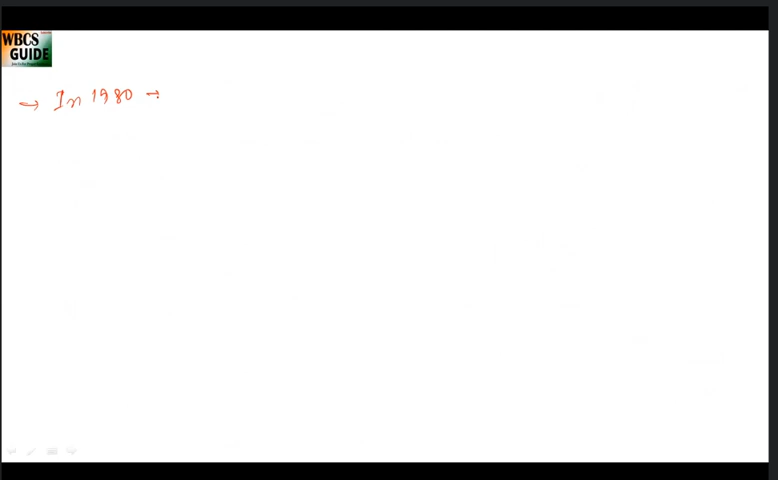 WBCS
GUIDE
→ In 1980 →